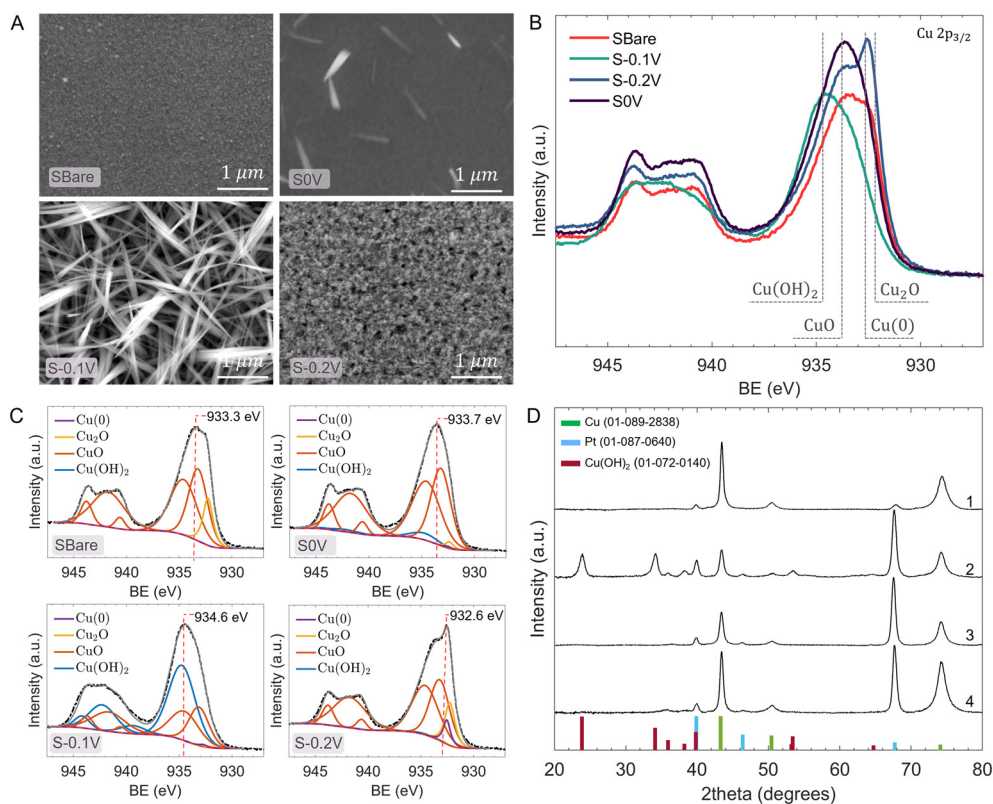 A
SBare
1 μm
S0V
1 μm
S-0.1V
1 μm
S-0.2V
1 μm
B
Cu 2p3/2
SBare
S-0.1V
S-0.2V
S0V
Cu(OH)2
Cu2O
CuO
Cu(0)
Intensity (a.u.)
945 940 935 930
BE (eV)
C
Cu(0)
Cu2O
CuO
Cu(OH)2
933.3 eV
SBare
Intensity (a.u.)
945 940 935 930
BE (eV)
Cu(0)
Cu2O
CuO
Cu(OH)2
933.7 eV
S0V
Intensity (a.u.)
945 940 935 930
BE (eV)
Cu(0)
Cu2O
CuO
Cu(OH)2
934.6 eV
S-0.1V
Intensity (a.u.)
945 940 935 930
BE (eV)
Cu(0)
Cu2O
CuO
Cu(OH)2
932.6 eV
S-0.2V
Intensity (a.u.)
945 940 935 930
BE (eV)
D
Cu (01-089-2838)
Pt (01-087-0640)
Cu(OH)2 (01-072-0140)
1
2
3
4
Intensity (a.u.)
20 30 40 50 60 70 80
2theta (degrees)